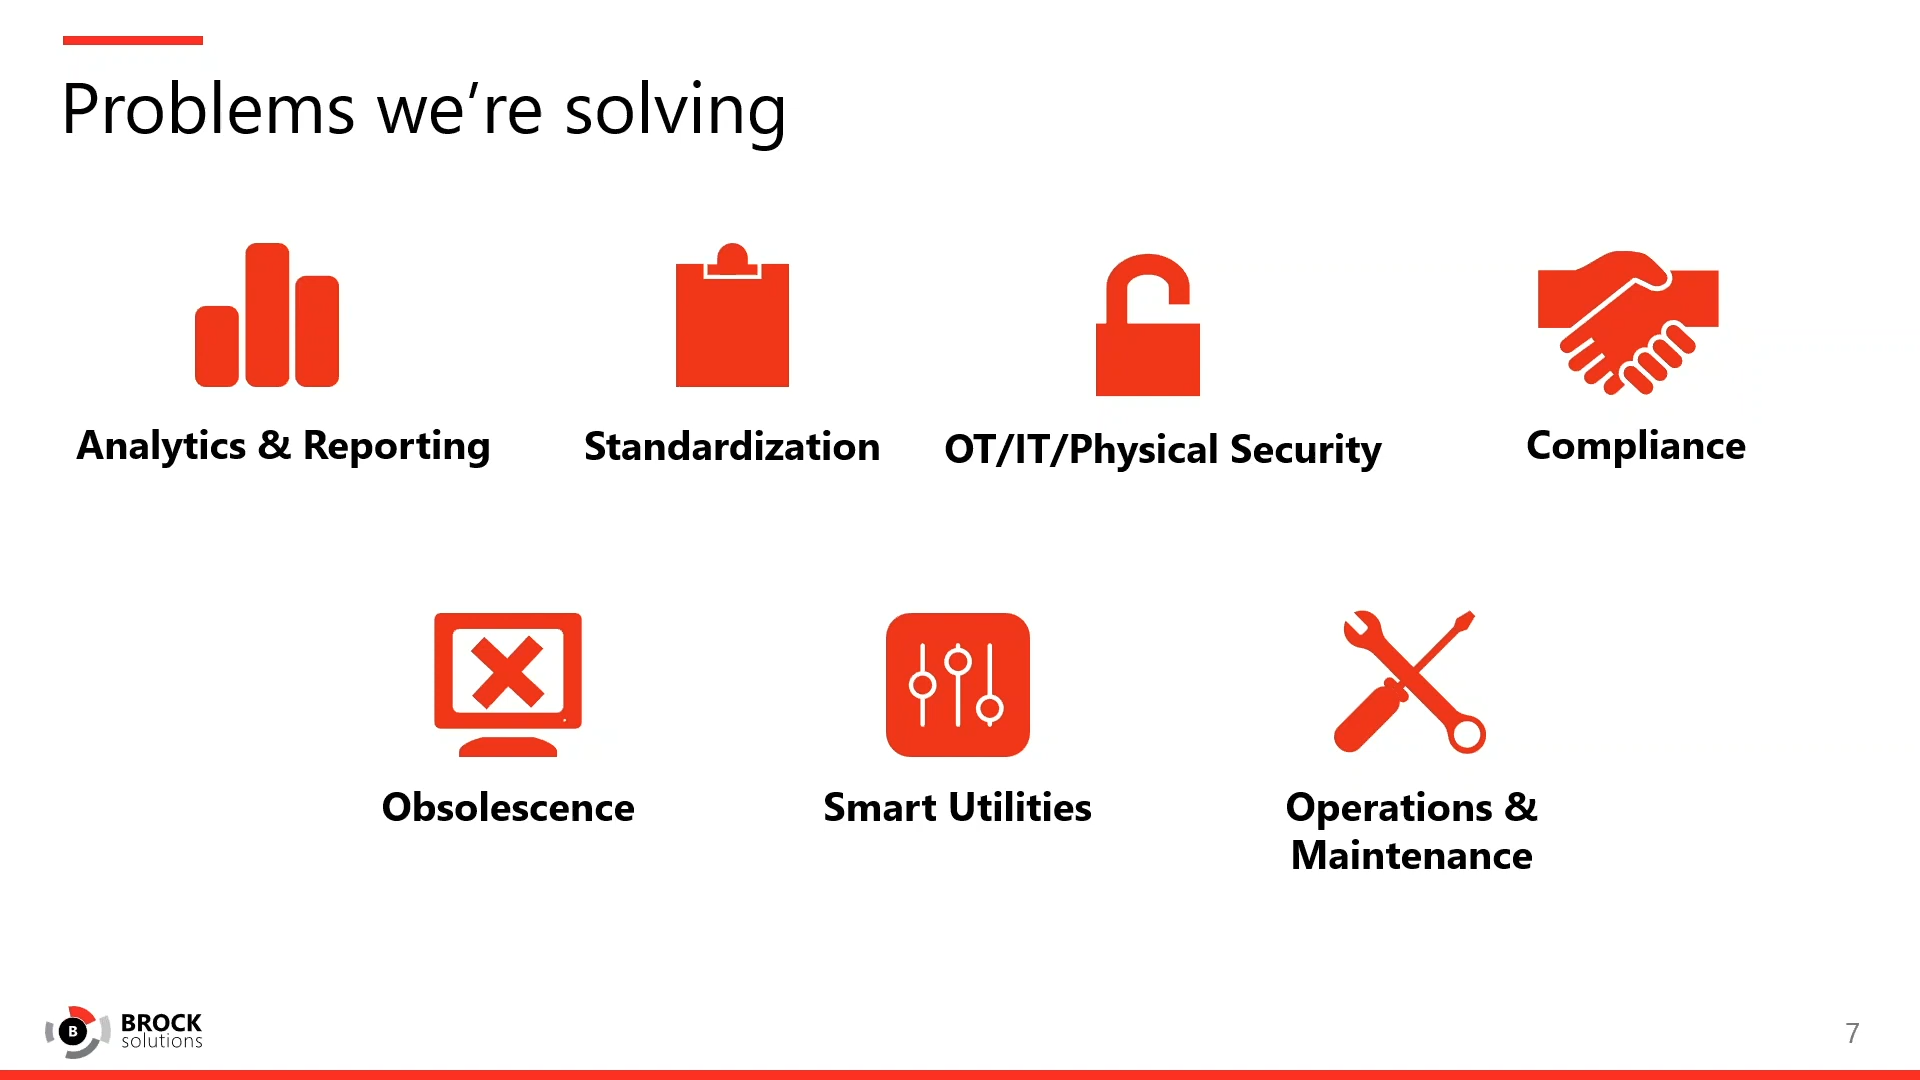 Problems we're solving
Analytics & Reporting
Standardization
OT/IT/Physical Security
Compliance
Obsolescence
Smart Utilities
Operations &
Maintenance
B
BROCK
solutions
7